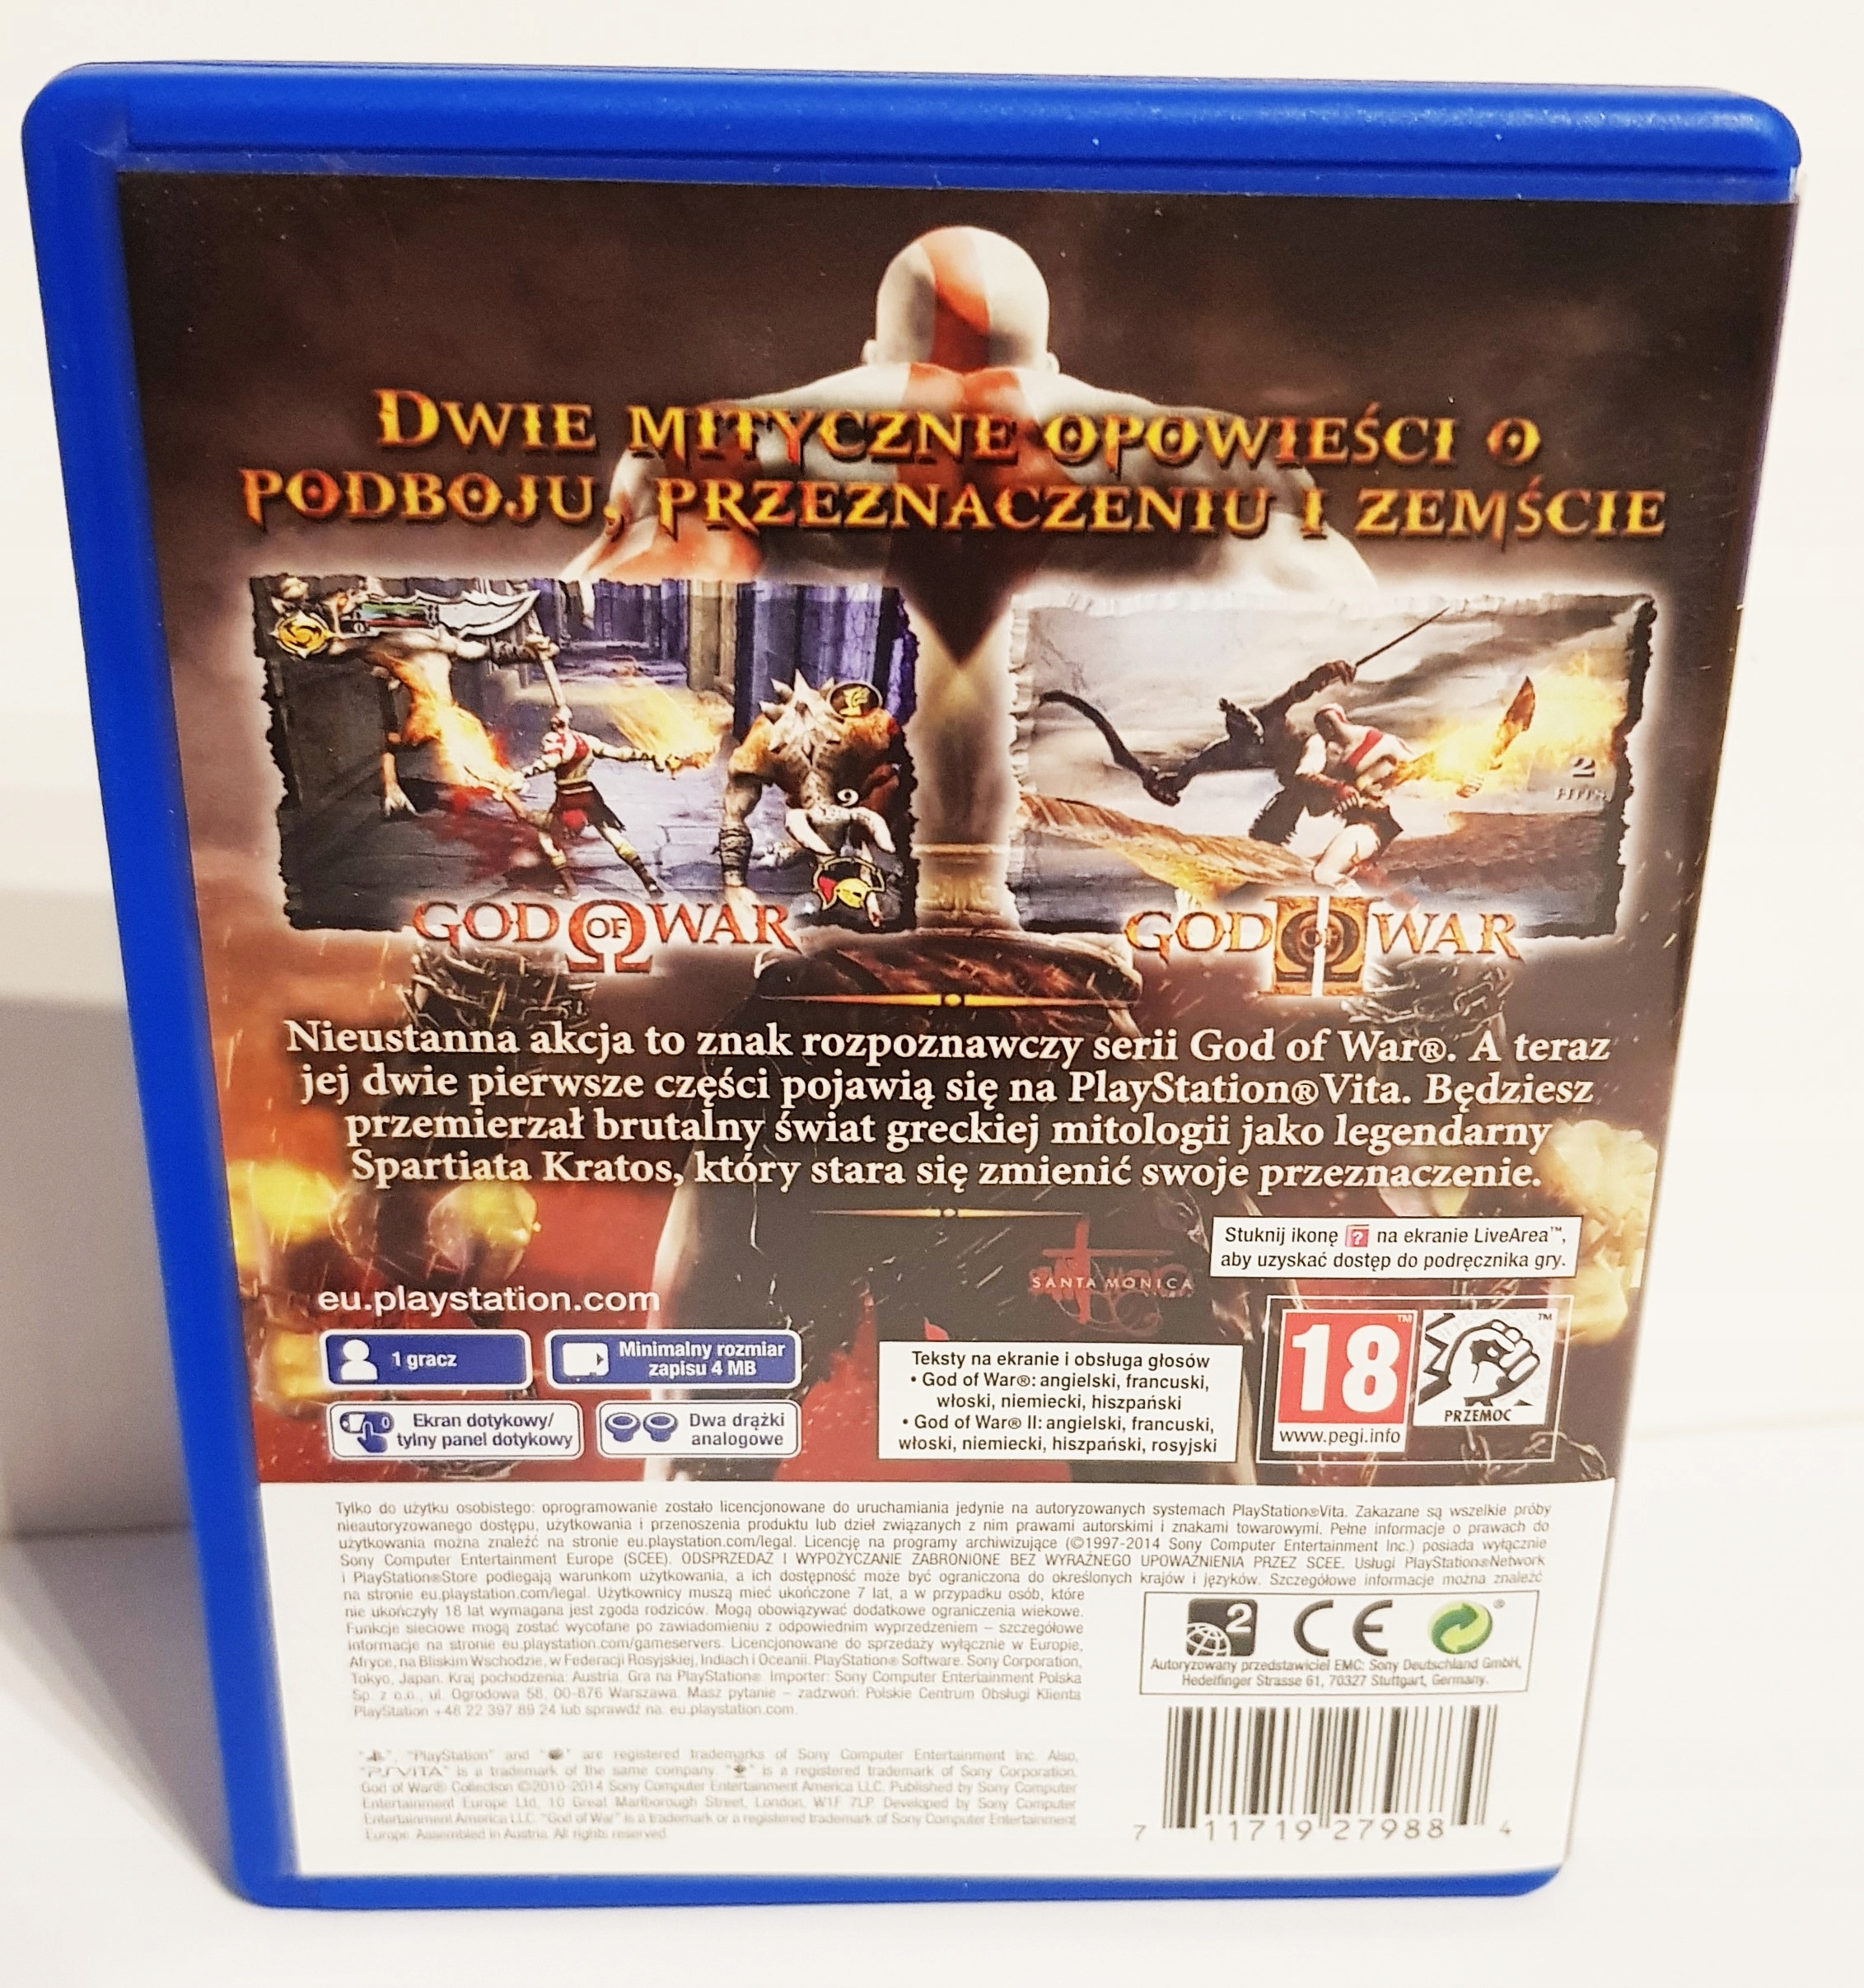 DWIE MITYCZNE OPOWIEŚCI O
PODBOJU, PRZEZNACZENIU I ZEMŚCIE
9
2
HITS
GOD OF WAR
GOD OF WAR II
Nieustanna akcja to znak rozpoznawczy serii God of War®. A teraz
jej dwie pierwsze części pojawią się na PlayStation®Vita. Będziesz
przemierzał brutalny świat greckiej mitologii jako legendarny
Spartiata Kratos, który stara się zmienić swoje przeznaczenie.
Stuknij ikonę ? na ekranie LiveArea™,
aby uzyskać dostęp do podręcznika gry.
SANTA MONICA
eu.playstation.com
1 gracz
Minimalny rozmiar
zapisu 4 MB
Ekran dotykowy/
tylny panel dotykowy
Dwa drążki
analogowe
Teksty na ekranie i obsługa głosów
• God of War®: angielski, francuski,
włoski, niemiecki, hiszpański
• God of War® II: angielski, francuski,
włoski, niemiecki, hiszpański, rosyjski
18™
www.pegi.info
™
PRZEMOC
Tylko do użytku osobistego: oprogramowanie zostało licencjonowane do uruchamiania jedynie na autoryzowanych systemach PlayStation®Vita. Zakazane są wszelkie próby
nieautoryzowanego dostępu, użytkowania i przenoszenia produktu lub dzieł związanych z nim prawami autorskimi i znakami towarowymi. Pełne informacje o prawach do
użytkowania można znaleźć na stronie eu.playstation.com/legal. Licencję na programy archiwizujące (©1997-2014 Sony Computer Entertainment Inc.) posiada wyłącznie
Sony Computer Entertainment Europe (SCEE). ODSPRZEDAŻ I WYPOŻYCZANIE ZABRONIONE BEZ WYRAŹNEGO UPOWAŻNIENIA PRZEZ SCEE. Usługi PlayStation®Network
i PlayStation®Store podlegają warunkom użytkowania, a ich dostępność może być ograniczona do określonych krajów i języków. Szczegółowe informacje można znaleźć
na stronie eu.playstation.com/legal. Użytkownicy muszą mieć ukończone 7 lat, a w przypadku osób, które
nie ukończyły 18 lat wymagana jest zgoda rodziców. Mogą obowiązywać dodatkowe ograniczenia wiekowe.
Funkcje sieciowe mogą zostać wycofane po zawiadomieniu z odpowiednim wyprzedzeniem – szczegółowe
informacje na stronie eu.playstation.com/gameservers. Licencjonowane do sprzedaży wyłącznie w Europie,
Afryce, na Bliskim Wschodzie, w Federacji Rosyjskiej, Indiach i Oceanii. PlayStation® Software. Sony Corporation,
Tokyo, Japan. Kraj pochodzenia: Austria. Gra na PlayStation®. Importer: Sony Computer Entertainment Polska
Sp. z o.o., ul. Ogrodowa 58, 00-876 Warszawa. Masz pytanie – zadzwoń: Polskie Centrum Obsługi Klienta
PlayStation +48 22 397 89 24 lub sprawdź na: eu.playstation.com.
2
CE
®
Autoryzowany przedstawiciel EMC: Sony Deutschland GmbH,
Hedelfinger Strasse 61, 70327 Stuttgart, Germany.
"", "PlayStation" and "" are registered trademarks of Sony Computer Entertainment Inc. Also,
"PSVITA" is a trademark of the same company. "" is a registered trademark of Sony Corporation.
God of War® Collection ©2010-2014 Sony Computer Entertainment America LLC. Published by Sony Computer
Entertainment Europe Ltd, 10 Great Marlborough Street, London, W1F 7LP. Developed by Sony Computer
Entertainment America LLC. "God of War" is a trademark or a registered trademark of Sony Computer Entertainment
Europe. Assembled in Austria. All rights reserved.
7 11719 27988 4